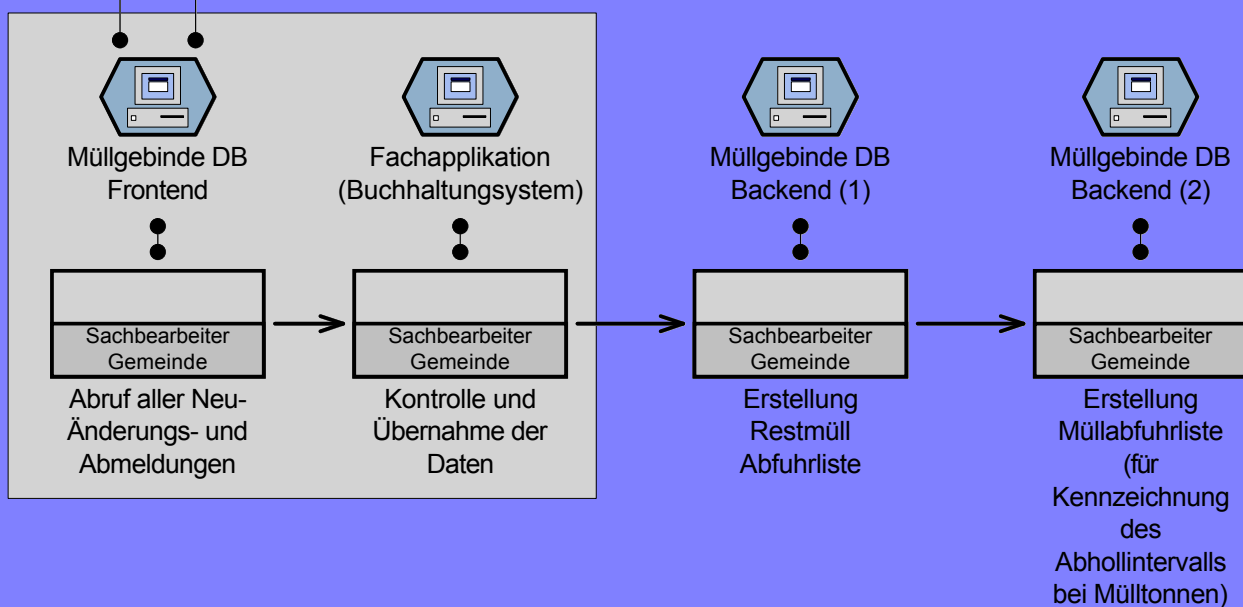 Müllgebinde DB
Frontend
Fachapplikation
(Buchhaltungsystem)
Müllgebinde DB
Backend (1)
Müllgebinde DB
Backend (2)
Sachbearbeiter
Gemeinde
Sachbearbeiter
Gemeinde
Sachbearbeiter
Gemeinde
Sachbearbeiter
Gemeinde
Abruf aller Neu-
Änderungs- und
Abmeldungen
Kontrolle und
Übernahme der
Daten
Erstellung
Restmüll
Abfuhrliste
Erstellung
Müllabfuhrliste
(für
Kennzeichnung
des
Abhollintervalls
bei Mülltonnen)